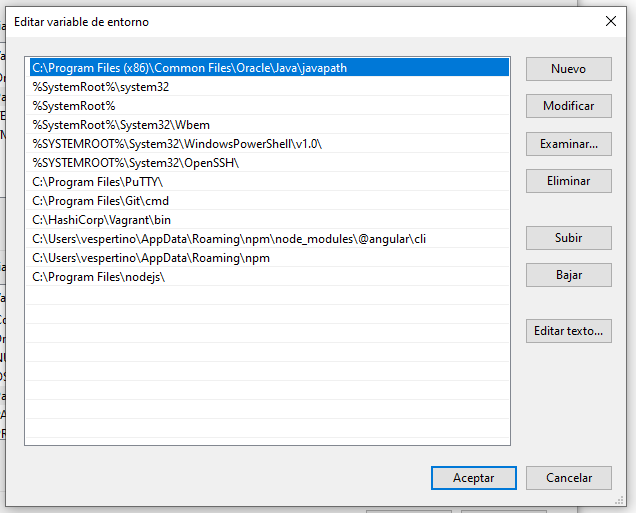 Editar variable de entorno
C:\Program Files (x86)\Common Files\Oracle\Java\javapath
%SystemRoot%\system32
%SystemRoot%
%SystemRoot%\System32\Wbem
%SYSTEMROOT%\System32\WindowsPowerShell\v1.0\
%SYSTEMROOT%\System32\OpenSSH\
C:\Program Files\PuTTY\
C:\Program Files\Git\cmd
C:\HashiCorp\Vagrant\bin
C:\Users\vespertino\AppData\Roaming\npm\node_modules\@angular\cli
C:\Users\vespertino\AppData\Roaming\npm
C:\Program Files\nodejs\
Nuevo
Modificar
Examinar...
Eliminar
Subir
Bajar
Editar texto...
Aceptar
Cancelar